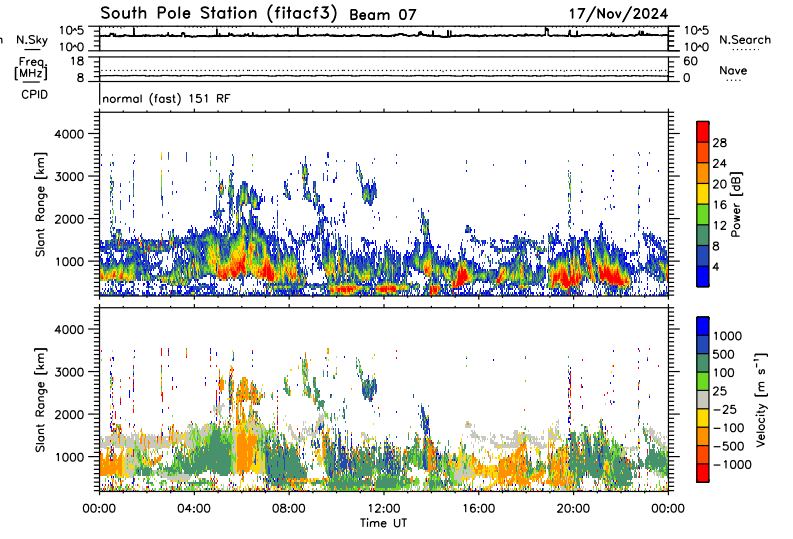 South Pole Station (fitacf3) Beam 07 17/Nov/2024
N.Sky 10^5 10^5 N.Search
10^0 10^0
Freq. 18 60 Nave
[MHz] 8 0
CPID normal (fast) 151 RF
4000
3000
2000
1000
Slant Range [km]
28
24
20
16
12
8
4
Power [dB]
4000
3000
2000
1000
Slant Range [km]
1000
500
100
25
-25
-100
-500
-1000
Velocity [m s^-1]
00:00 04:00 08:00 12:00 16:00 20:00 00:00
Time UT